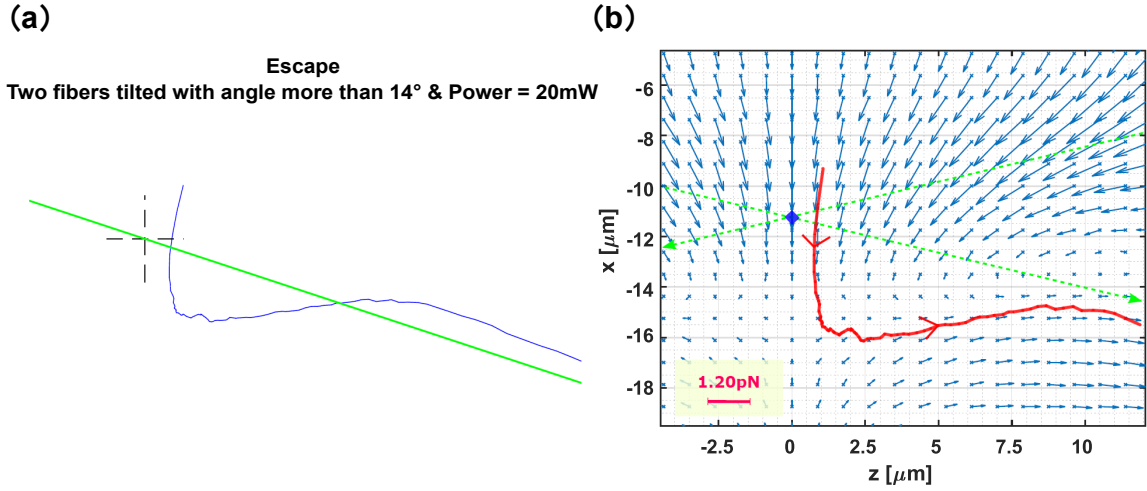 (a)
Escape
Two fibers tilted with angle more than 14° & Power = 20mW
(b)
x [μm]
-6
-8
-10
-12
-14
-16
-18
1.20pN
-2.5
0
2.5
5
7.5
10
z [μm]